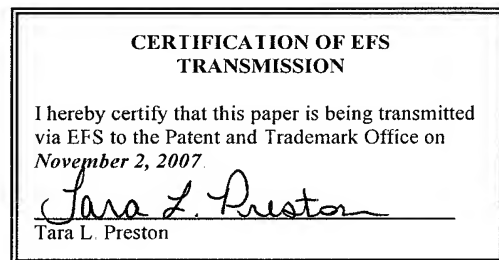 CERTIFICATION OF EFS
TRANSMISSION
I hereby certify that this paper is being transmitted
via EFS to the Patent and Trademark Office on
November 2, 2007
Tara L. Preston
Tara L. Preston